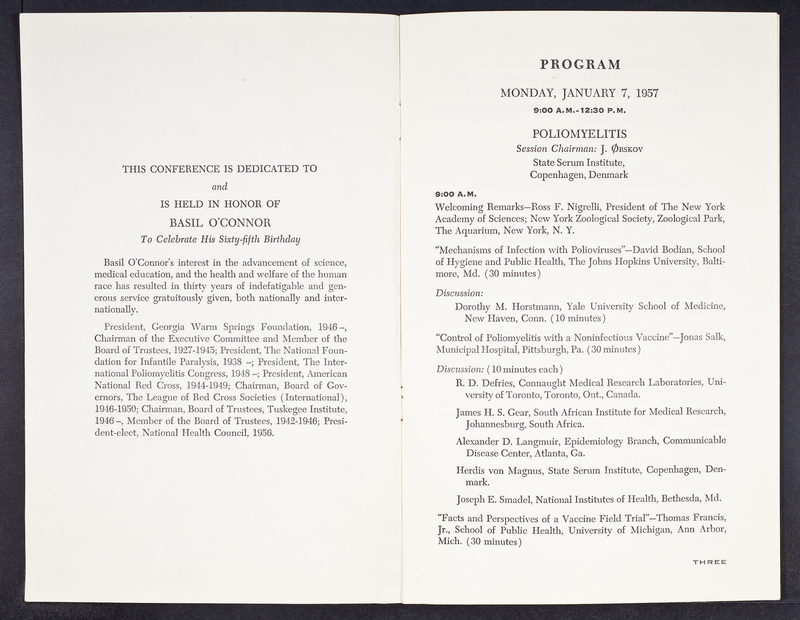 THIS CONFERENCE IS DEDICATED TO
and
IS HELD IN HONOR OF
BASIL O'CONNOR
To Celebrate His Sixty-fifth Birthday
Basil O'Connor's interest in the advancement of science,
medical education, and the health and welfare of the human
race has resulted in thirty years of indefatigable and gen-
erous service gratuitously given, both nationally and inter-
nationally.
President, Georgia Warm Springs Foundation, 1946 –,
Chairman of the Executive Committee and Member of the
Board of Trustees, 1927-1945; President, The National Foun-
dation for Infantile Paralysis, 1938 –; President, The Inter-
national Poliomyelitis Congress, 1948 –; President, American
National Red Cross, 1944-1949; Chairman, Board of Gov-
ernors, The League of Red Cross Societies (International),
1946-1950; Chairman, Board of Trustees, Tuskegee Institute,
1946 –, Member of the Board of Trustees, 1942-1946; Presi-
dent-elect, National Health Council, 1956.
PROGRAM
MONDAY, JANUARY 7, 1957
9:00 A.M.-12:30 P.M.
POLIOMYELITIS
Session Chairman: J. Ørskov
State Serum Institute,
Copenhagen, Denmark
9:00 A.M.
Welcoming Remarks—Ross F. Nigrelli, President of The New York
Academy of Sciences; New York Zoological Society, Zoological Park,
The Aquarium, New York, N. Y.
"Mechanisms of Infection with Polioviruses"—David Bodian, School
of Hygiene and Public Health, The Johns Hopkins University, Balti-
more, Md. (30 minutes)
Discussion:
Dorothy M. Horstmann, Yale University School of Medicine,
New Haven, Conn. (10 minutes)
"Control of Poliomyelitis with a Noninfectious Vaccine"—Jonas Salk,
Municipal Hospital, Pittsburgh, Pa. (30 minutes)
Discussion: (10 minutes each)
R. D. Defries, Connaught Medical Research Laboratories, Uni-
versity of Toronto, Toronto, Ont., Canada.
James H. S. Gear, South African Institute for Medical Research,
Johannesburg, South Africa.
Alexander D. Langmuir, Epidemiology Branch, Communicable
Disease Center, Atlanta, Ga.
Herdis von Magnus, State Serum Institute, Copenhagen, Den-
mark.
Joseph E. Smadel, National Institutes of Health, Bethesda, Md.
"Facts and Perspectives of a Vaccine Field Trial"—Thomas Francis,
Jr., School of Public Health, University of Michigan, Ann Arbor,
Mich. (30 minutes)
THREE